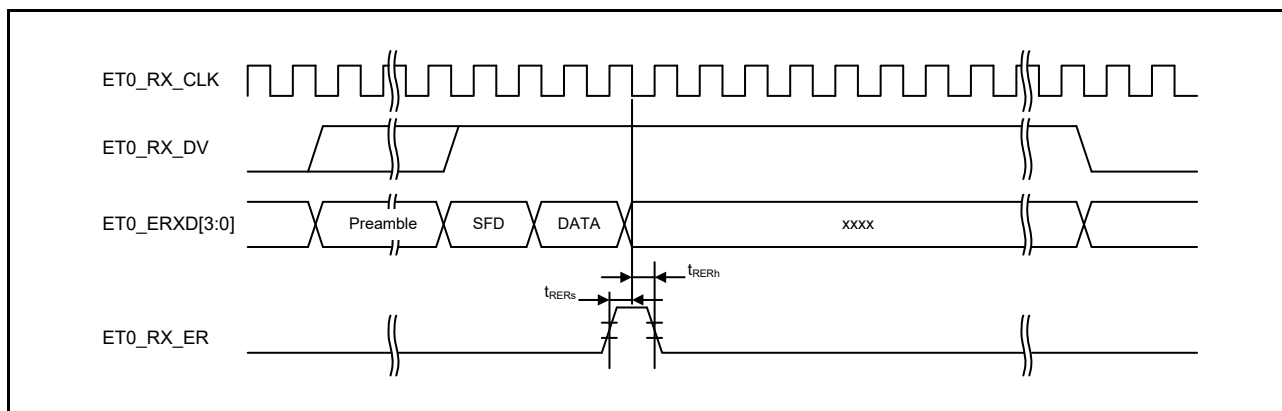 ET0_RX_CLK
ET0_RX_DV
ET0_ERXD[3:0]
Preamble SFD DATA xxxx
tRERh
tRERs
ET0_RX_ER